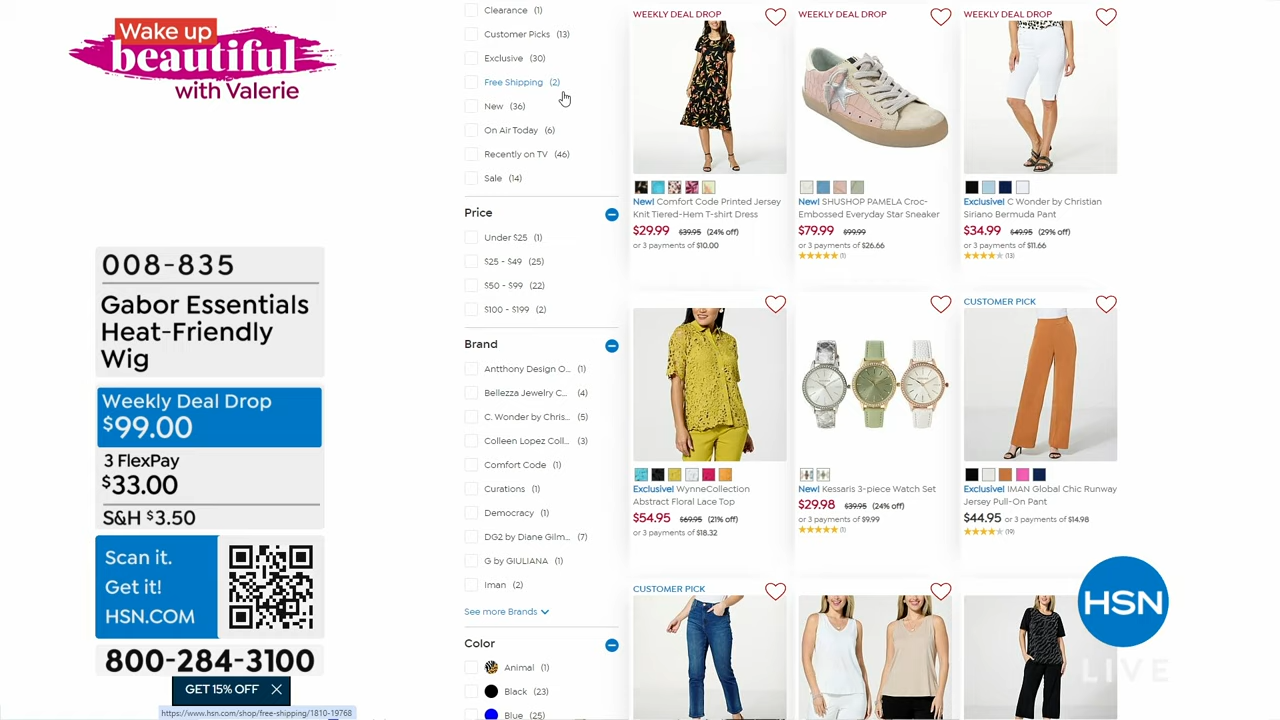 Wake up
beautiful
with Valerie
008-835
Gabor Essentials
Heat-Friendly
Wig
Weekly Deal Drop
$99.00
3 FlexPay
$33.00
S&H $3.50
Scan it.
Get it!
HSN.COM
800-284-3100
GET 15% OFF
https://www.hsn.com/shop/free-shipping/1810-19768
Clearance (1)
Customer Picks (13)
Exclusive (30)
Free Shipping (2)
New (36)
On Air Today (6)
Recently on TV (46)
Sale (14)
Price
Under $25 (1)
$25 - $49 (25)
$50 - $99 (22)
$100 - $199 (2)
Brand
Antthony Design O... (1)
Bellezza Jewelry C... (4)
C. Wonder by Chris... (5)
Colleen Lopez Coll... (3)
Comfort Code (1)
Curations (1)
Democracy (1)
DG2 by Diane Gilm... (7)
G by GIULIANA (1)
Iman (2)
See more Brands
Color
Animal (1)
Black (23)
Blue (25)
WEEKLY DEAL DROP
New! Comfort Code Printed Jersey
Knit Tiered-Hem T-shirt Dress
$29.99 $39.95 (24% off)
or 3 payments of $10.00
WEEKLY DEAL DROP
New! SHUSHOP PAMELA Croc-
Embossed Everyday Star Sneaker
$79.99 $99.99
or 3 payments of $26.66
(1)
WEEKLY DEAL DROP
Exclusive! C Wonder by Christian
Siriano Bermuda Pant
$34.99 $49.95 (29% off)
or 3 payments of $11.66
(13)
Exclusive! WynneCollection
Abstract Floral Lace Top
$54.95 $69.95 (21% off)
or 3 payments of $18.32
New! Kessaris 3-piece Watch Set
$29.98 $39.95 (24% off)
or 3 payments of $9.99
(1)
CUSTOMER PICK
Exclusive! IMAN Global Chic Runway
Jersey Pull-On Pant
$44.95 or 3 payments of $14.98
(19)
CUSTOMER PICK
HSN
LIVE